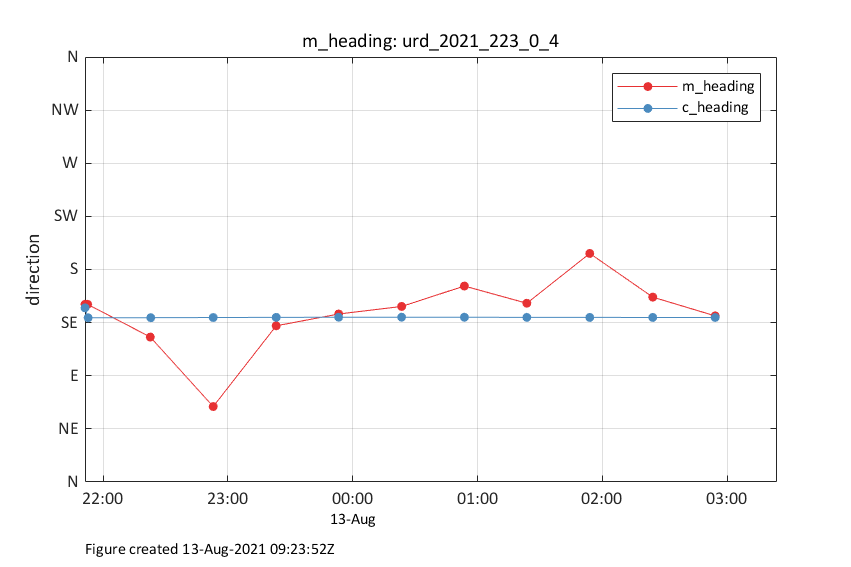 m_heading: urd_2021_223_0_4
N
NW
W
SW
S
SE
E
NE
N
direction
m_heading
c_heading
22:00 23:00 00:00 01:00 02:00 03:00
13-Aug
Figure created 13-Aug-2021 09:23:52Z